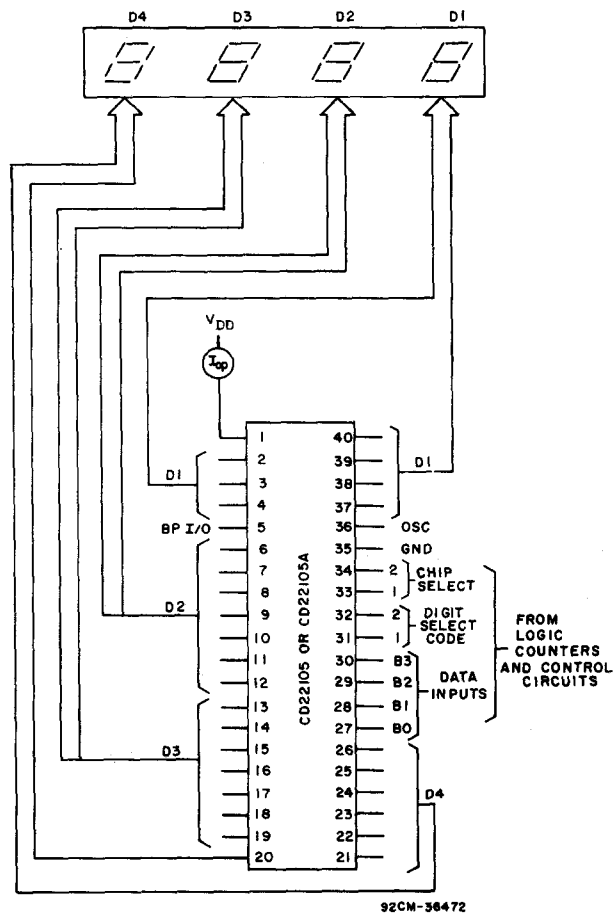 D4 D3 D2 D1
VDD
Iop
1 40
2 39
D1 3 38 D1
4 37
BP I/O 5 36 OSC
6 35 GND
7 34 2 CHIP
8 33 1 SELECT
D2 9 32 2 DIGIT
10 31 1 SELECT
CODE
11 30 B3
12 29 B2 DATA
13 28 B1 INPUTS
14 27 B0
D3 15 26
16 25
17 24 D4
18 23
19 22
20 21
CD22105 OR CD22105A
FROM
LOGIC
COUNTERS
AND CONTROL
CIRCUITS
92CM-36472